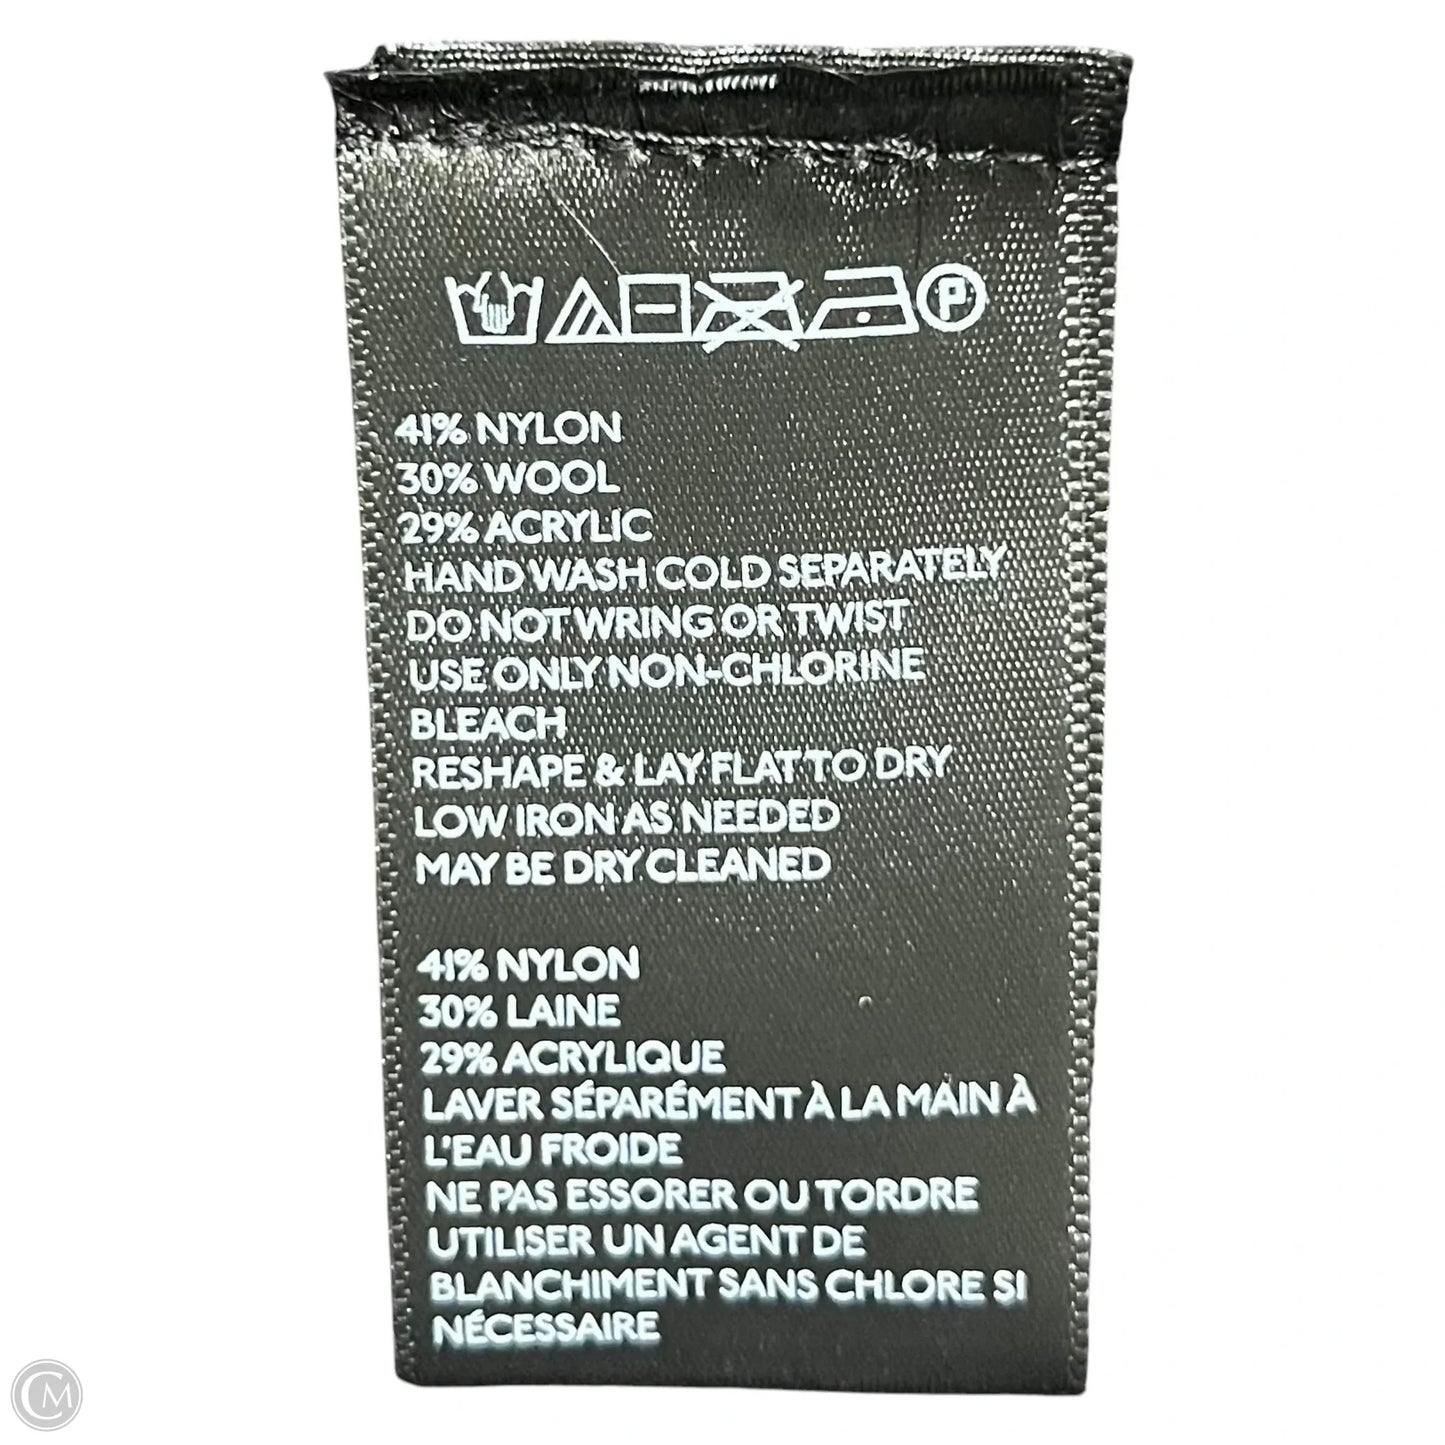 P
41% NYLON
30% WOOL
29% ACRYLIC
HAND WASH COLD SEPARATELY
DO NOT WRING OR TWIST
USE ONLY NON-CHLORINE
BLEACH
RESHAPE & LAY FLAT TO DRY
LOW IRON AS NEEDED
MAY BE DRY CLEANED
41% NYLON
30% LAINE
29% ACRYLIQUE
LAVER SÉPARÉMENT À LA MAIN À
L'EAU FROIDE
NE PAS ESSORER OU TORDRE
UTILISER UN AGENT DE
BLANCHIMENT SANS CHLORE SI
NÉCESSAIRE
CM